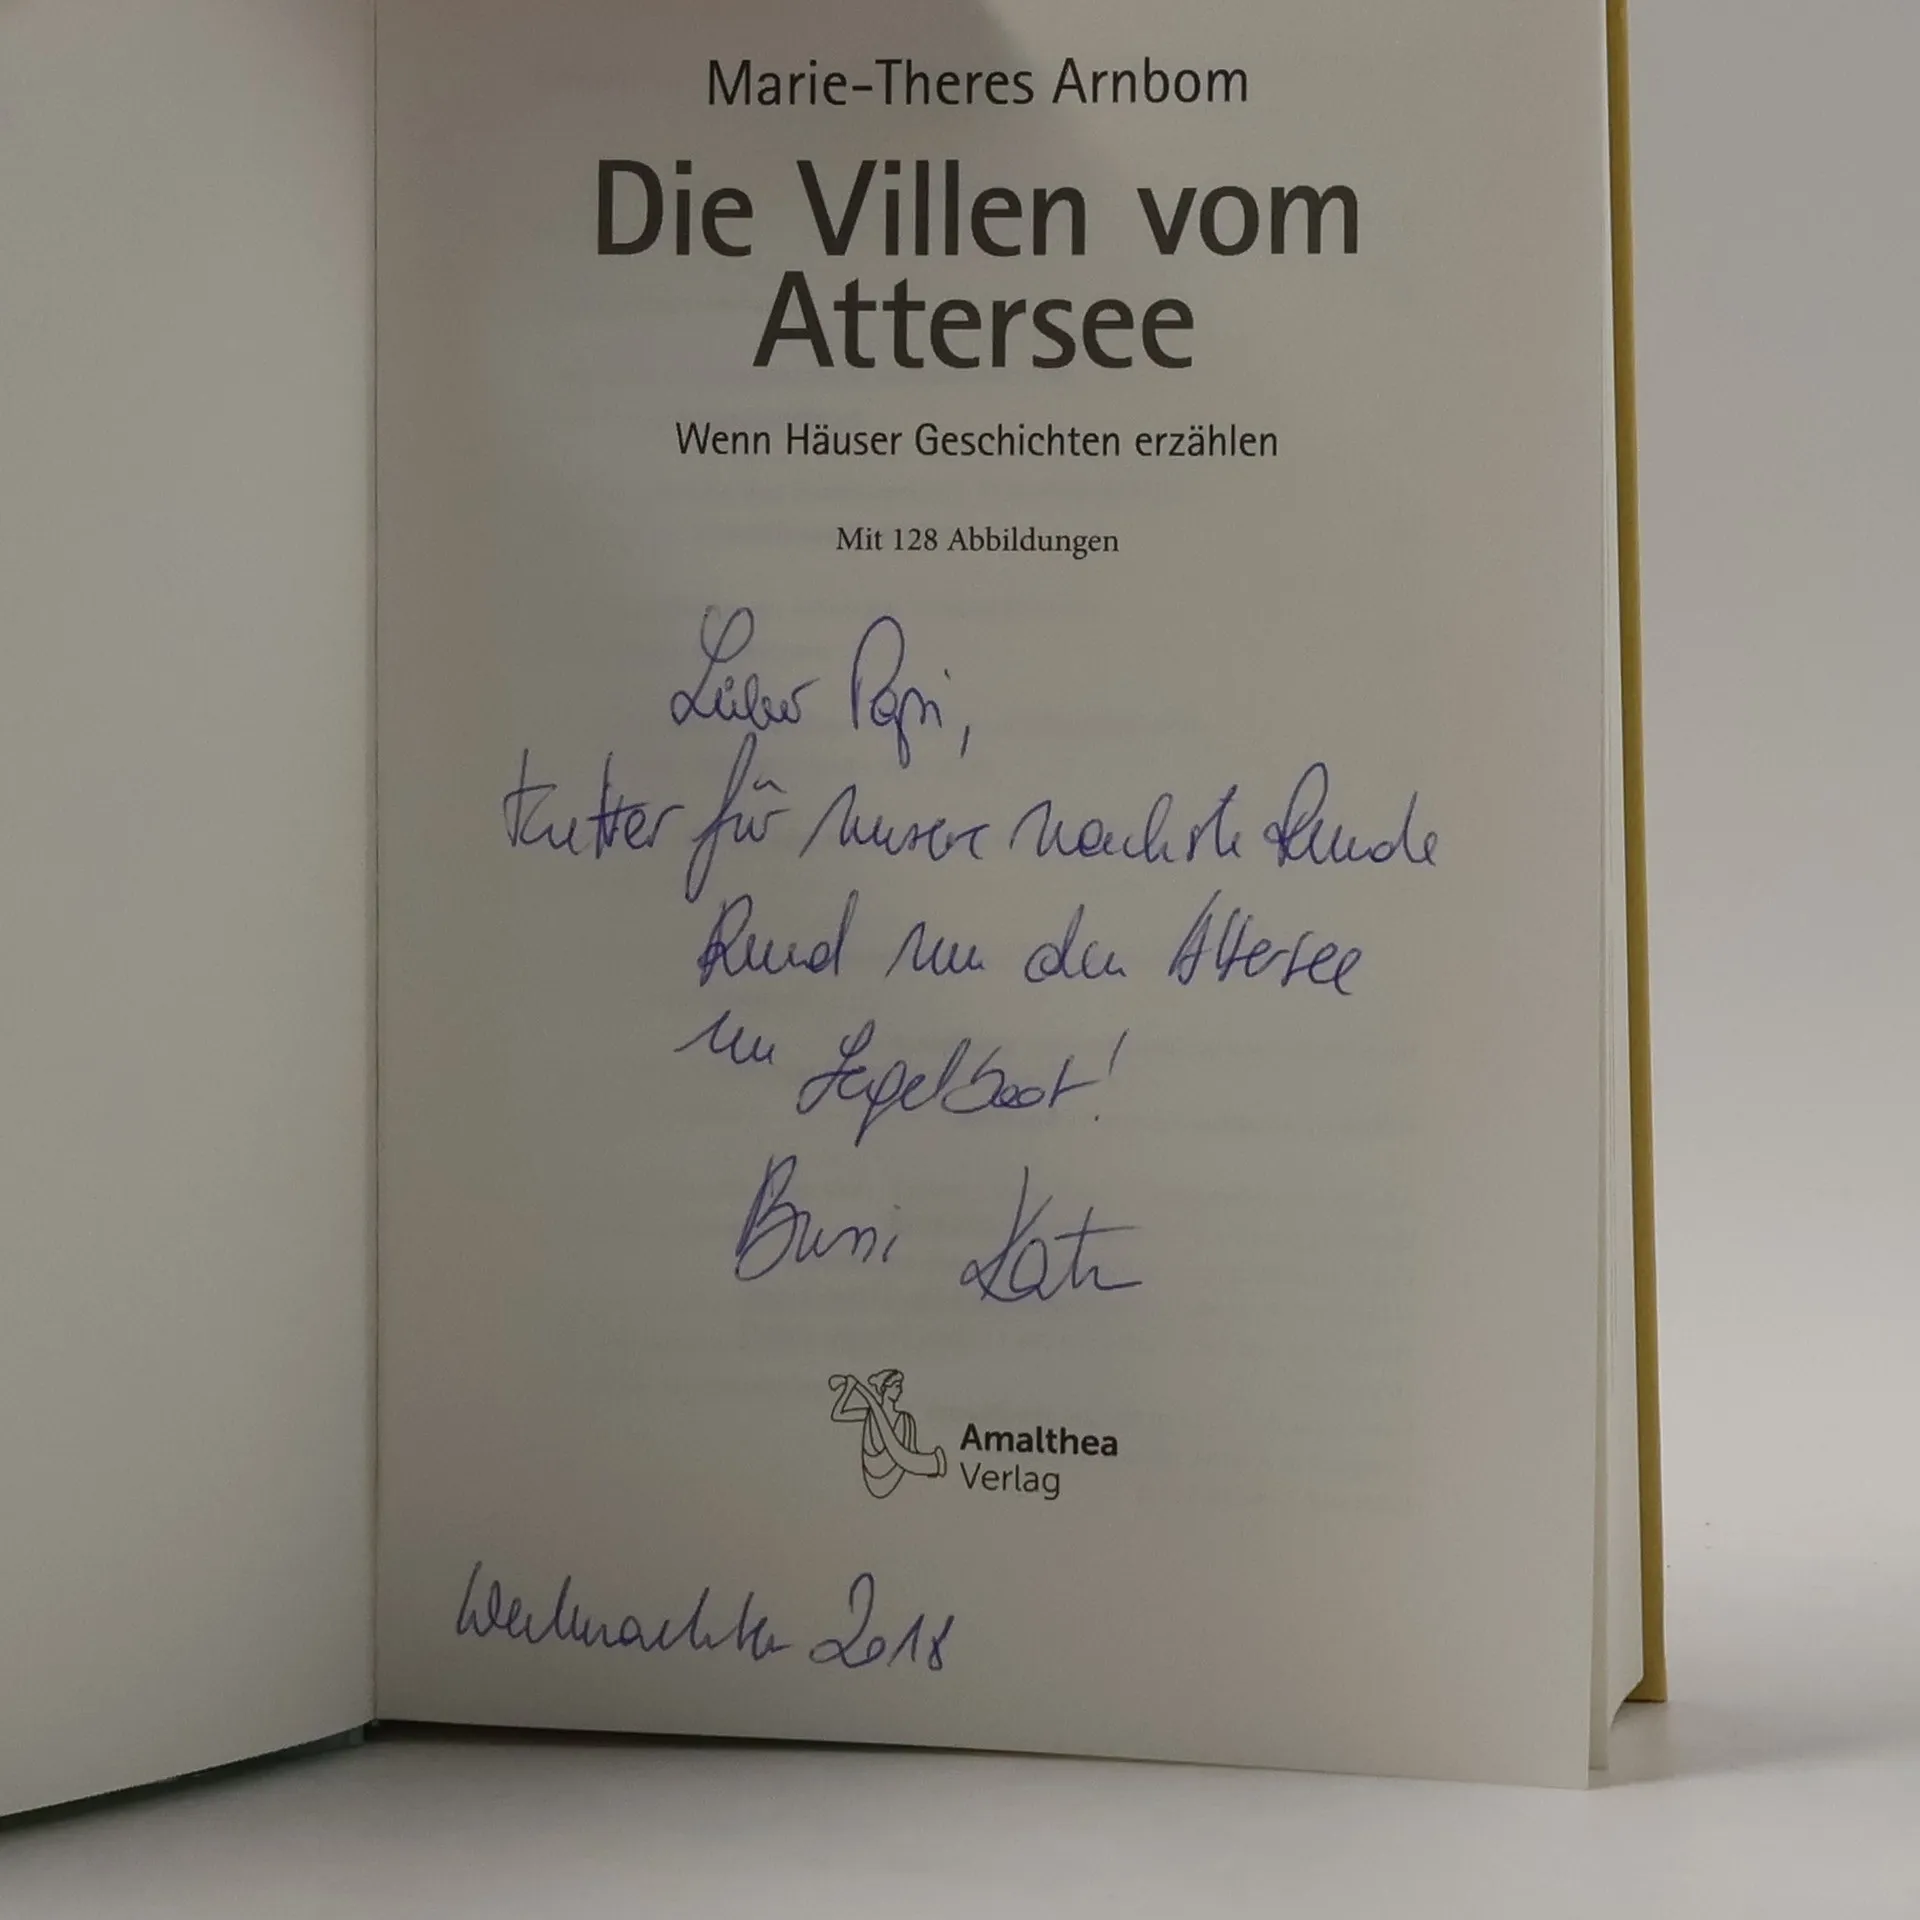 Marie-Theres Arnbom
Die Villen vom
Attersee
Wenn Häuser Geschichten erzählen
Mit 128 Abbildungen
Lieber Papi,
Futter für unsere nächste Runde
Rund um den Attersee
im Segelboot!
Bussi Kati
Amalthea
Verlag
Weihnachten 2018